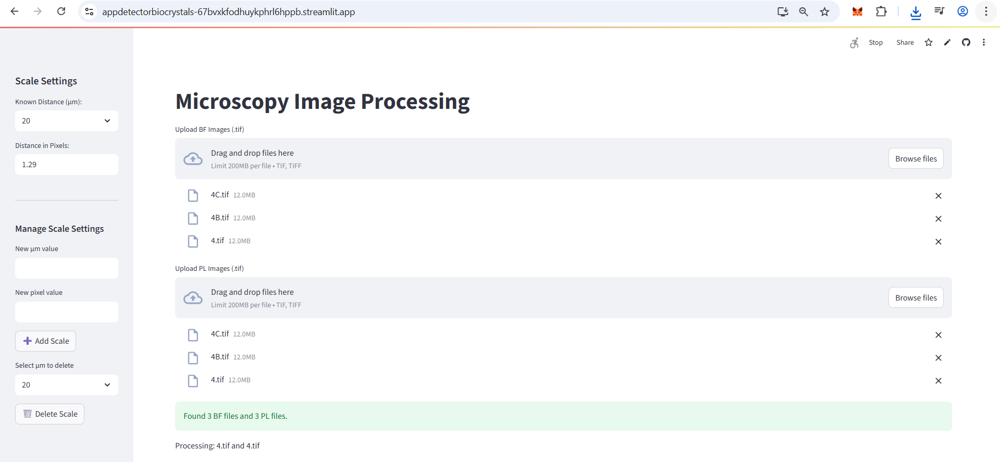 appdetectorbiocrystals-67bvxkfodhuykphrl6hppb.streamlit.app
Stop
Share
Scale Settings
Known Distance (µm):
20
Distance in Pixels:
1.29
Manage Scale Settings
New µm value
New pixel value
Add Scale
Select µm to delete
20
Delete Scale
Microscopy Image Processing
Upload BF Images (.tif)
Drag and drop files here
Limit 200MB per file • TIF, TIFF
Browse files
4C.tif 12.0MB
4B.tif 12.0MB
4.tif 12.0MB
Upload PL Images (.tif)
Drag and drop files here
Limit 200MB per file • TIF, TIFF
Browse files
4C.tif 12.0MB
4B.tif 12.0MB
4.tif 12.0MB
Found 3 BF files and 3 PL files.
Processing: 4.tif and 4.tif